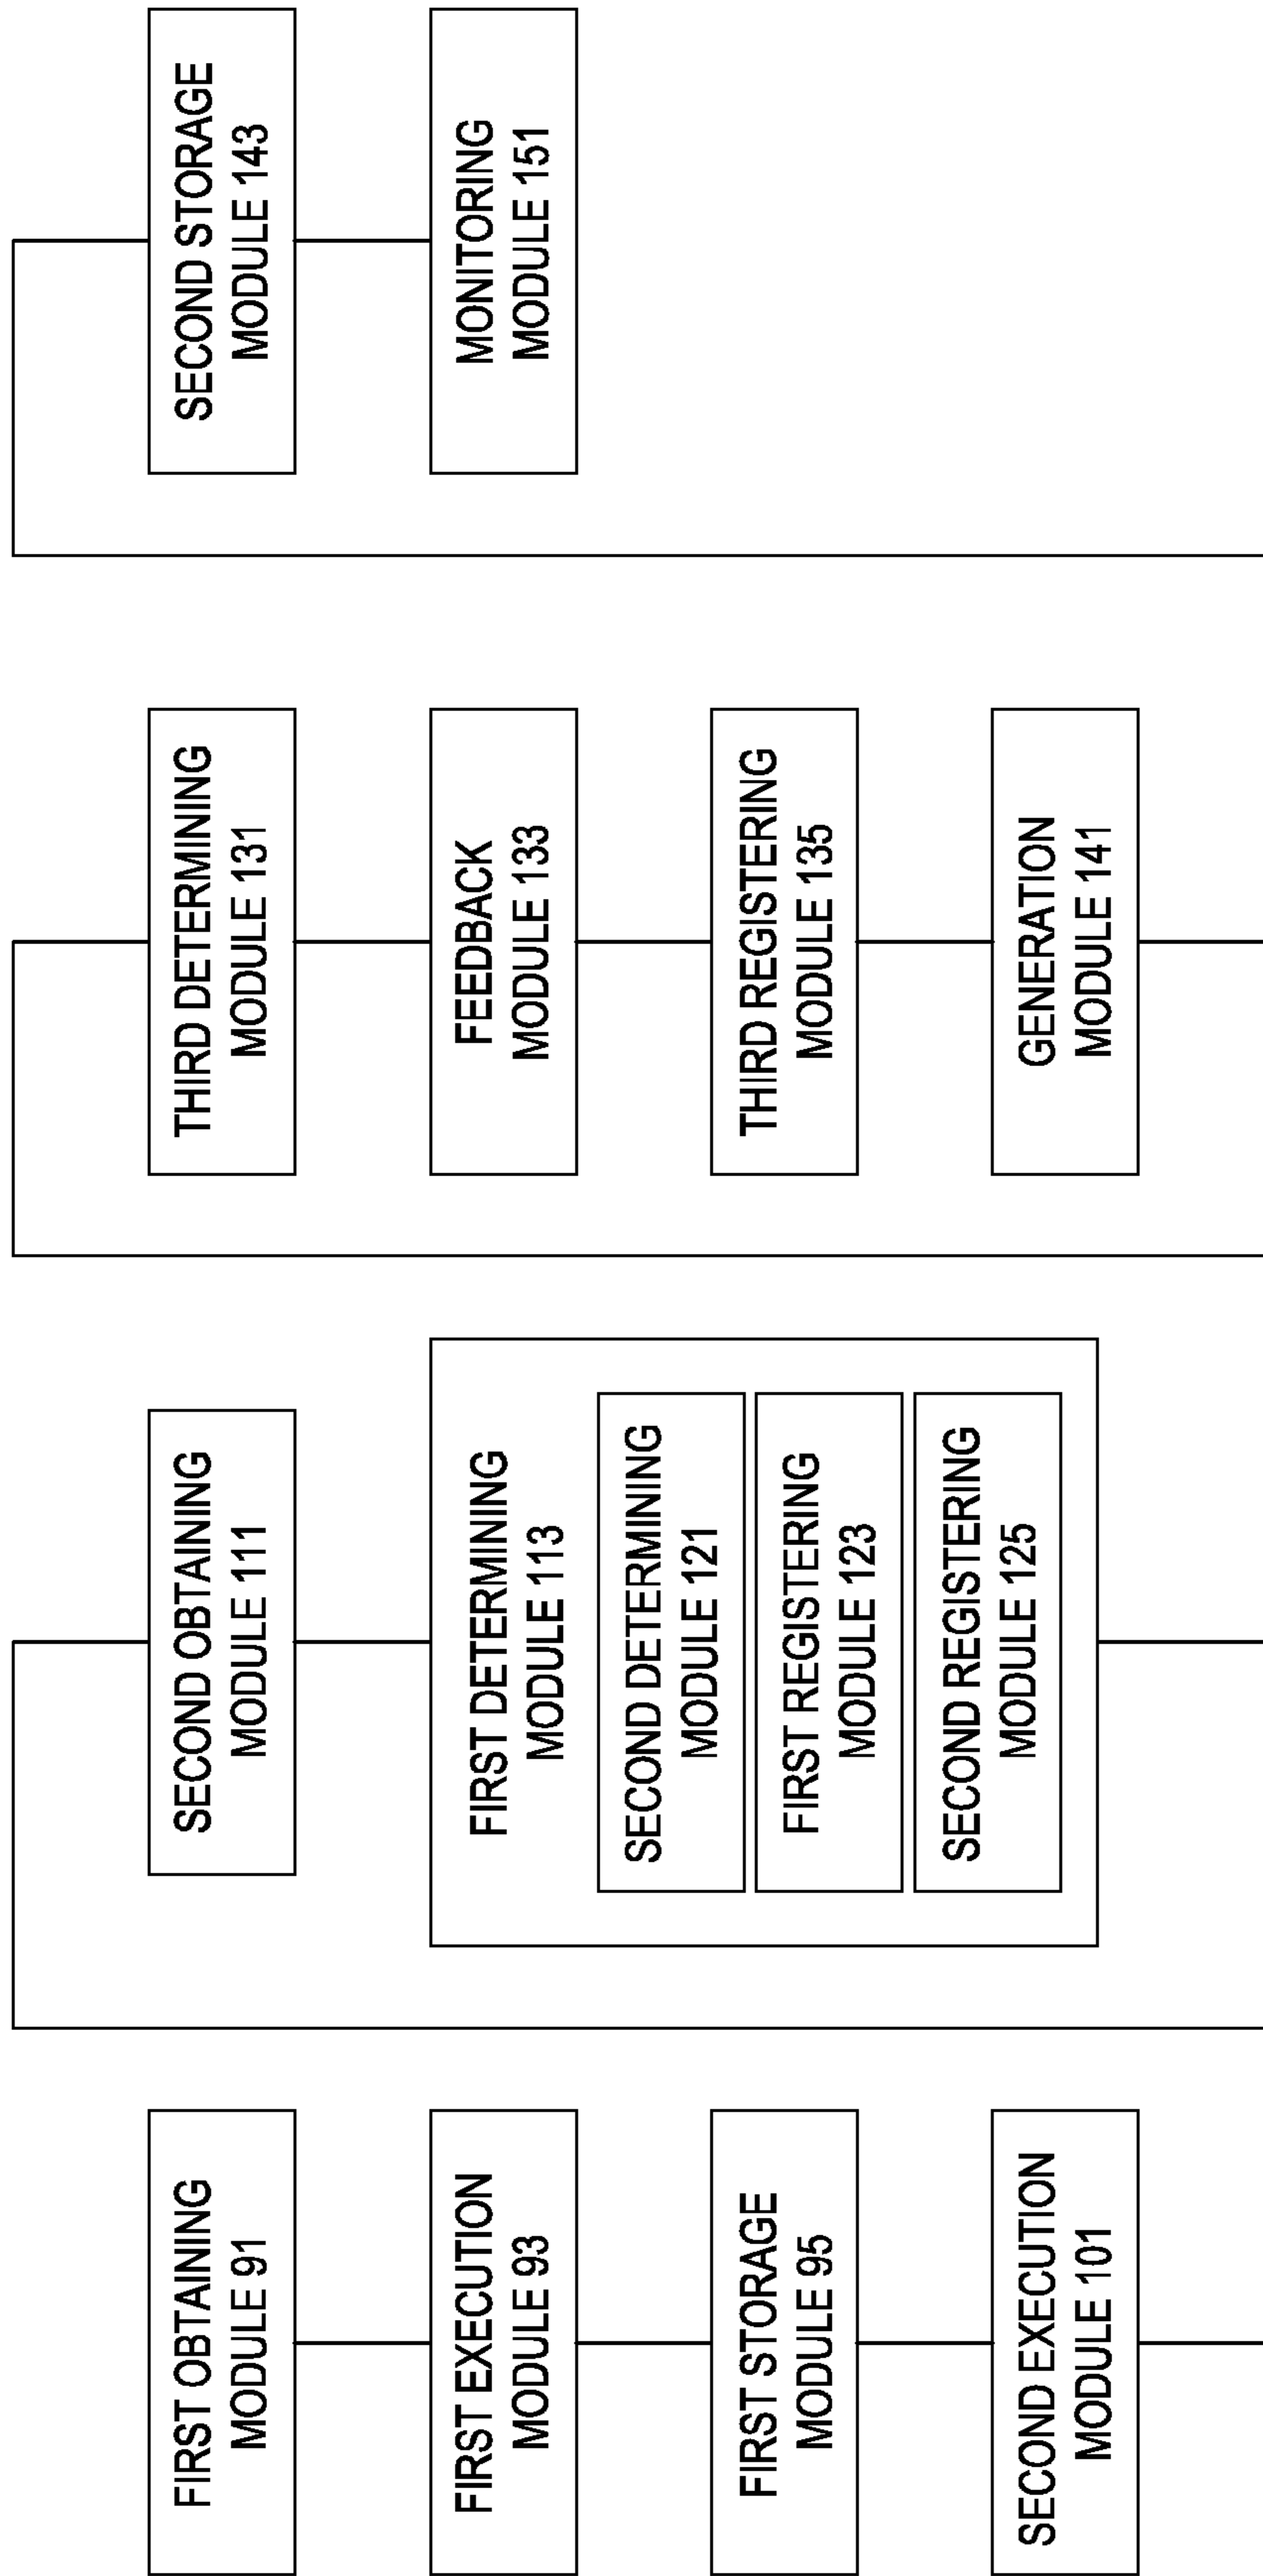 FIRST OBTAINING
MODULE 91
FIRST EXECUTION
MODULE 93
FIRST STORAGE
MODULE 95
SECOND EXECUTION
MODULE 101
SECOND OBTAINING
MODULE 111
FIRST DETERMINING
MODULE 113
SECOND DETERMINING
MODULE 121
FIRST REGISTERING
MODULE 123
SECOND REGISTERING
MODULE 125
THIRD DETERMINING
MODULE 131
FEEDBACK
MODULE 133
THIRD REGISTERING
MODULE 135
GENERATION
MODULE 141
SECOND STORAGE
MODULE 143
MONITORING
MODULE 151